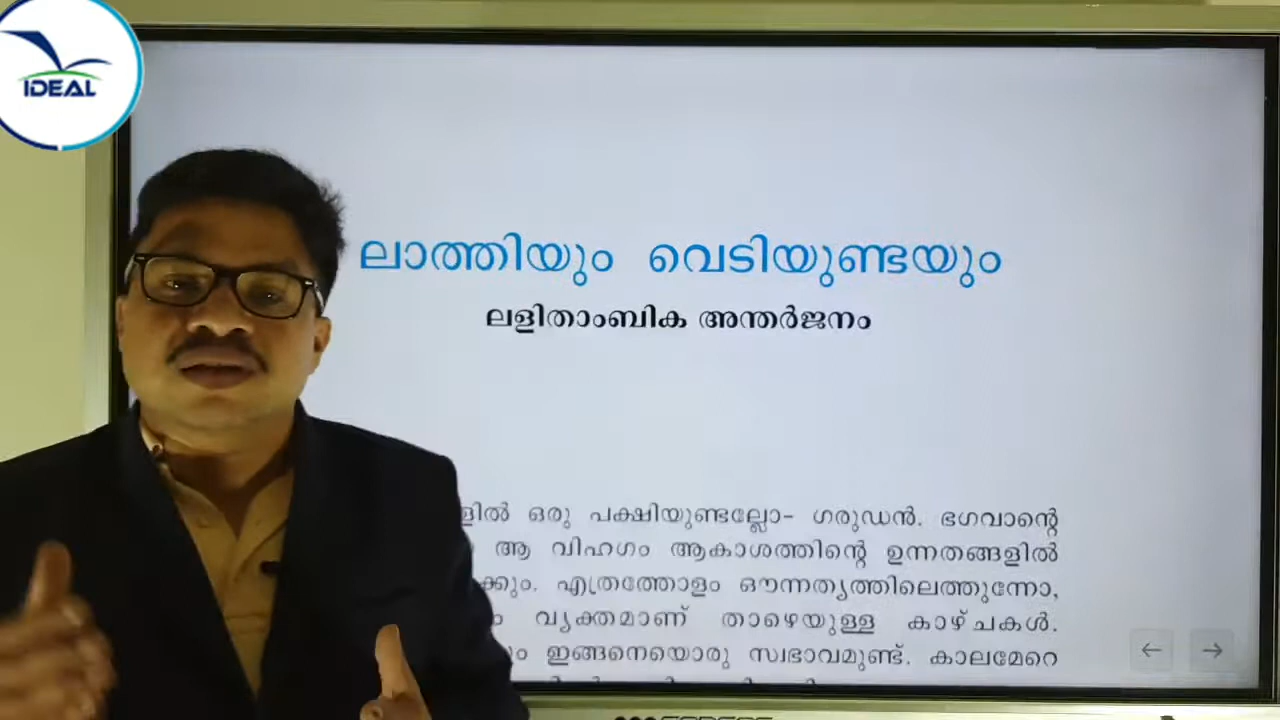 IDEAL
ലാത്തിയും വെടിയുണ്ടയും
ലളിതാംബിക അന്തർജനം
ഒരു പക്ഷിയുണ്ടല്ലോ- ഗരുഡൻ. ഭഗവാന്റെ
ആ വിഹഗം ആകാശത്തിന്റെ ഉന്നതങ്ങളിൽ
എത്രത്തോളം ഔന്നത്യത്തിലെത്തുന്നോ,
വ്യക്തമാണ് താഴെയുള്ള കാഴ്ചകൾ.
ഇങ്ങനെയൊരു സ്വഭാവമുണ്ട്. കാലമേറെ